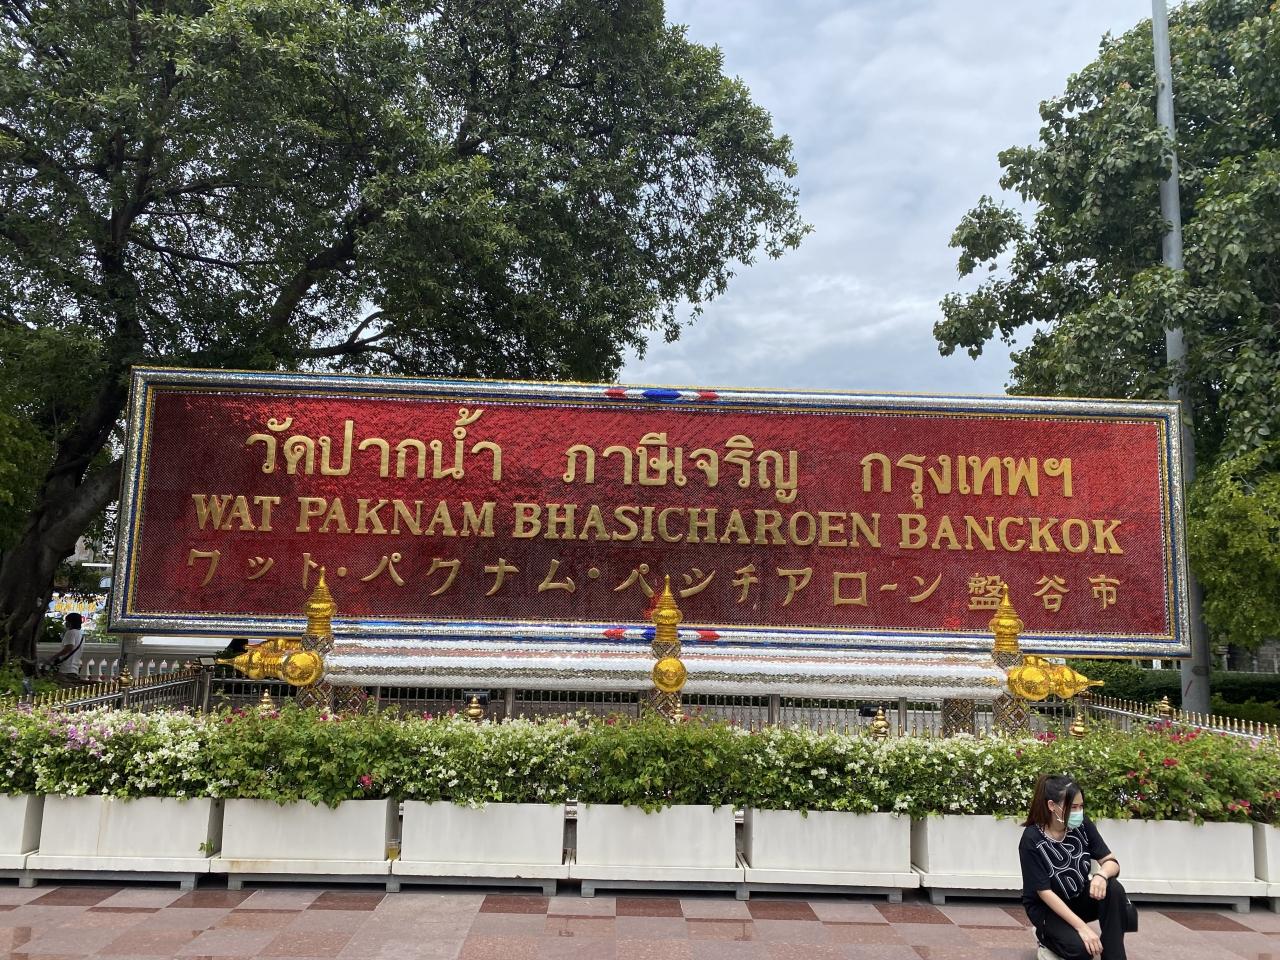 วัดปากน้ำ ภาษีเจริญ กรุงเทพฯ
WAT PAKNAM BHASICHAROEN BANGKOK
ワット・パクナム・パシチアローン 盤谷市